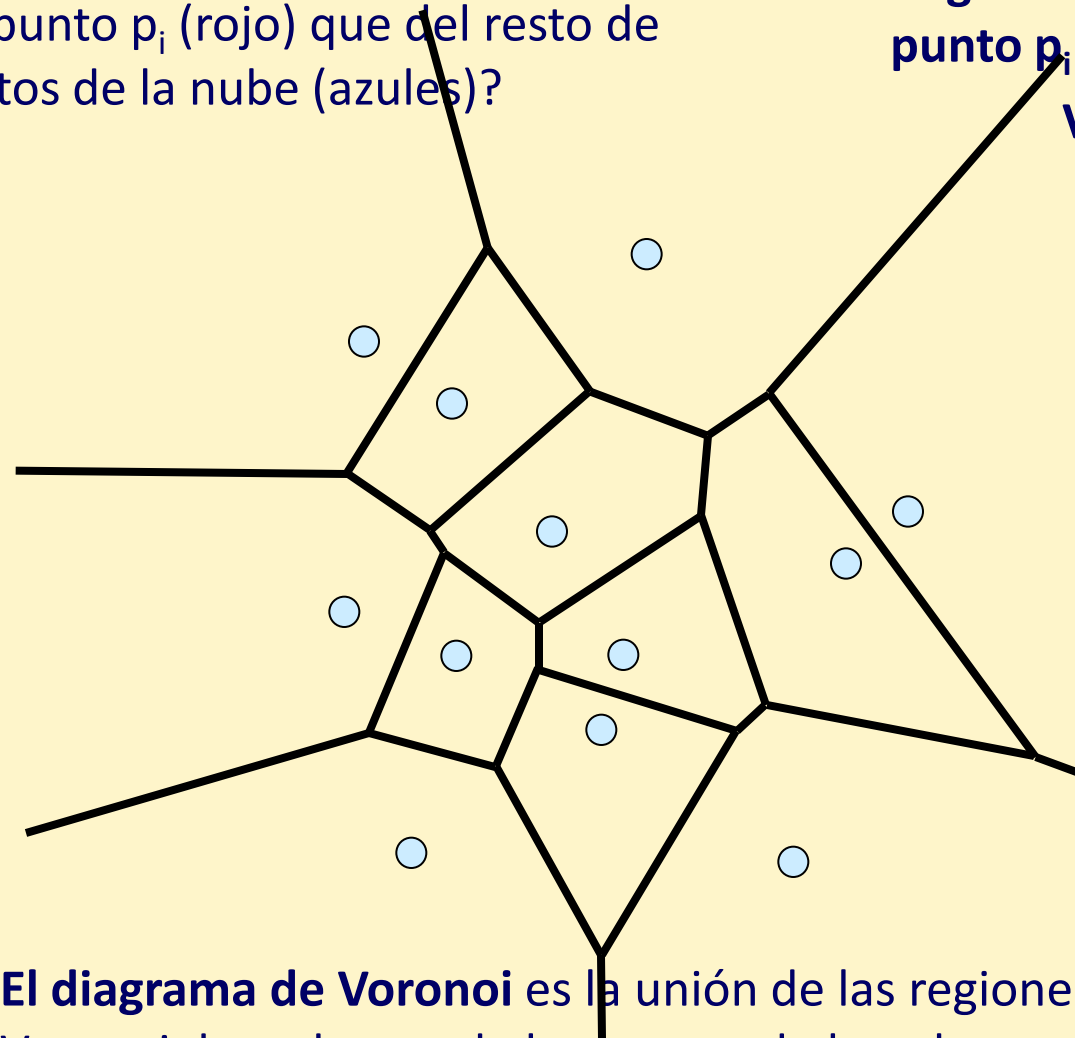 punto pi (rojo) que del resto de
tos de la nube (azules)?
punto pi
El diagrama de Voronoi es la unión de las regione